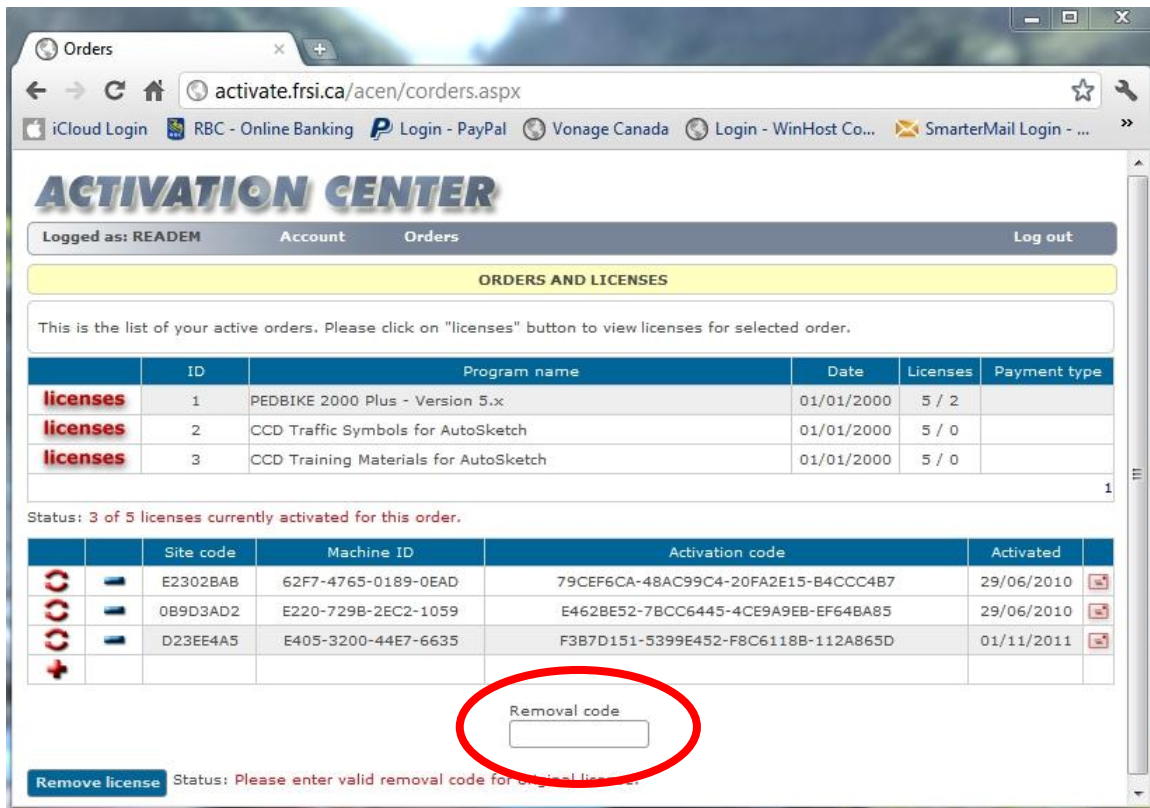 Orders
activate.frsi.ca/acen/corders.aspx
iCloud Login RBC - Online Banking Login - PayPal Vonage Canada Login - WinHost Co... SmarterMail Login - ... »
ACTIVATION CENTER
Logged as: READEM Account Orders Log out
ORDERS AND LICENSES
This is the list of your active orders. Please click on "licenses" button to view licenses for selected order.
ID Program name Date Licenses Payment type
licenses 1 PEDBIKE 2000 Plus - Version 5.x 01/01/2000 5 / 2
licenses 2 CCD Traffic Symbols for AutoSketch 01/01/2000 5 / 0
licenses 3 CCD Training Materials for AutoSketch 01/01/2000 5 / 0
1
Status: 3 of 5 licenses currently activated for this order.
Site code Machine ID Activation code Activated
E2302BAB 62F7-4765-0189-0EAD 79CEF6CA-48AC99C4-20FA2E15-B4CCC4B7 29/06/2010
0B9D3AD2 E220-729B-2EC2-1059 E462BE52-7BCC6445-4CE9A9EB-EF64BA85 29/06/2010
D23EE4A5 E405-3200-44E7-6635 F3B7D151-5399E452-F8C6118B-112A865D 01/11/2011
Removal code
Remove license Status: Please enter valid removal code for original license.